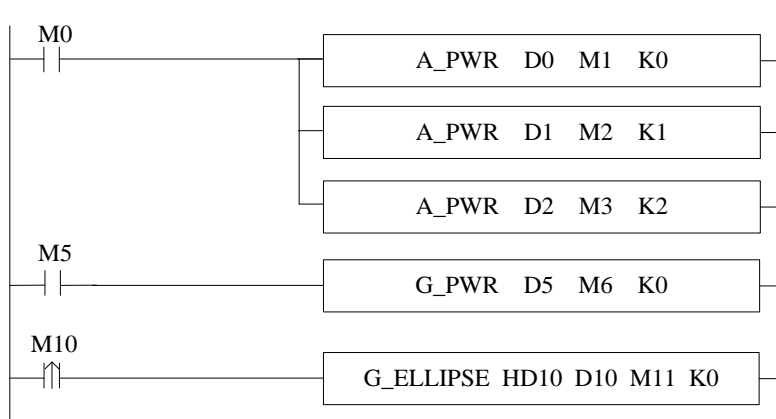 M0
A_PWR D0 M1 K0
A_PWR D1 M2 K1
A_PWR D2 M3 K2
M5
G_PWR D5 M6 K0
M10
G_ELLIPSE HD10 D10 M11 K0